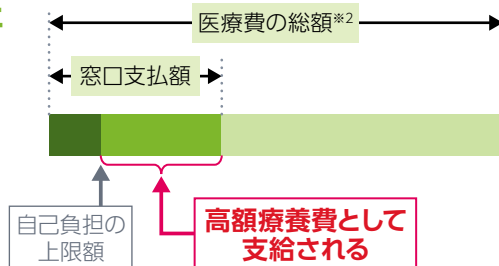 医療費の総額※2
窓口支払額
自己負担の
上限額
高額療養費として
支給される